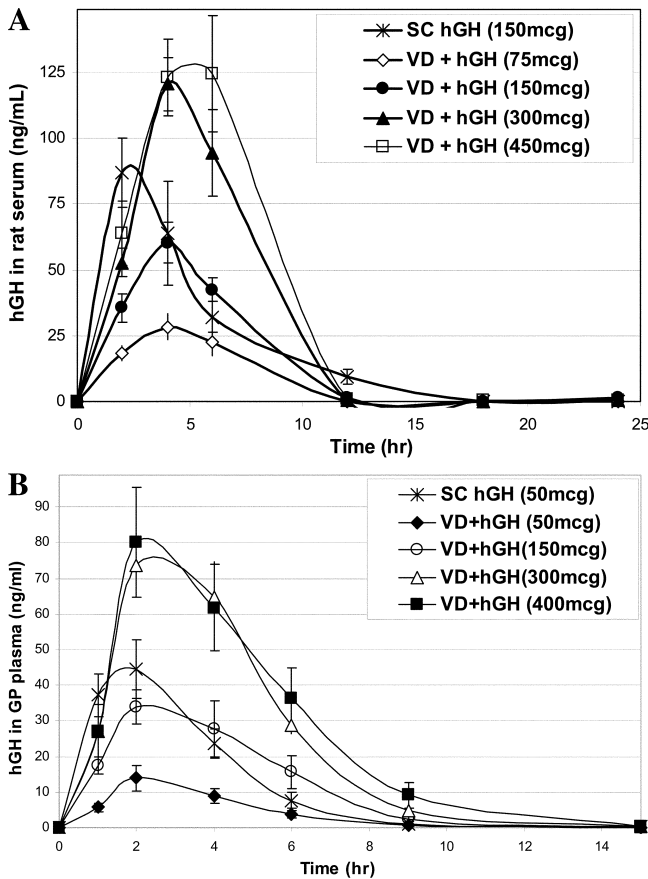 A
hGH in rat serum (ng/mL)
125
100
75
50
25
0
SC hGH (150mcg)
VD + hGH (75mcg)
VD + hGH (150mcg)
VD + hGH (300mcg)
VD + hGH (450mcg)
0 5 10 15 20 25
Time (hr)
B
hGH in GP plasma (ng/ml)
90
80
70
60
50
40
30
20
10
0
SC hGH (50mcg)
VD+hGH (50mcg)
VD+hGH(150mcg)
VD+hGH(300mcg)
VD+hGH (400mcg)
0 2 4 6 8 10 12 14
Time (hr)